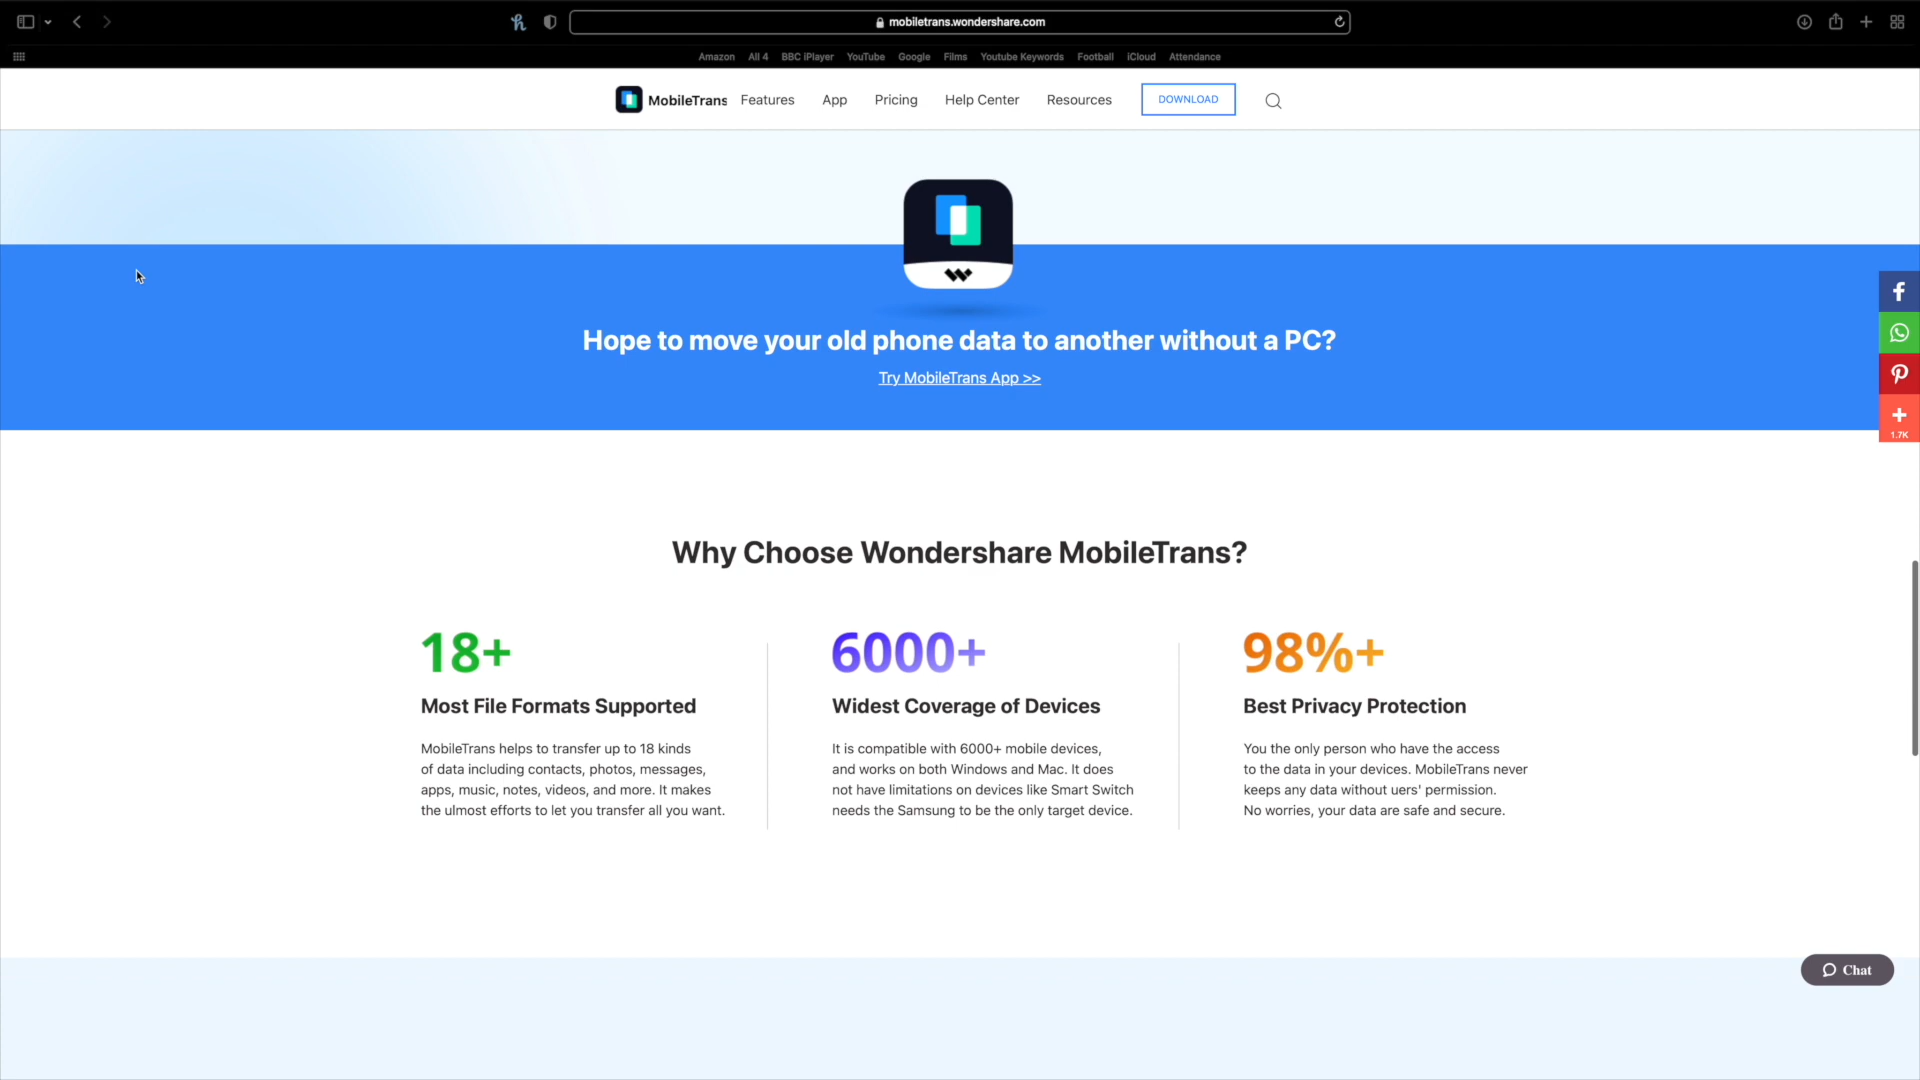 mobiletrans.wondershare.com
Amazon All 4 BBC iPlayer YouTube Google Films Youtube Keywords Football iCloud Attendance
MobileTrans Features App Pricing Help Center Resources DOWNLOAD
Hope to move your old phone data to another without a PC?
Try MobileTrans App >>
1.7K
Why Choose Wondershare MobileTrans?
18+
Most File Formats Supported
MobileTrans helps to transfer up to 18 kinds
of data including contacts, photos, messages,
apps, music, notes, videos, and more. It makes
the ulmost efforts to let you transfer all you want.
6000+
Widest Coverage of Devices
It is compatible with 6000+ mobile devices,
and works on both Windows and Mac. It does
not have limitations on devices like Smart Switch
needs the Samsung to be the only target device.
98%+
Best Privacy Protection
You the only person who have the access
to the data in your devices. MobileTrans never
keeps any data without uers' permission.
No worries, your data are safe and secure.
Chat